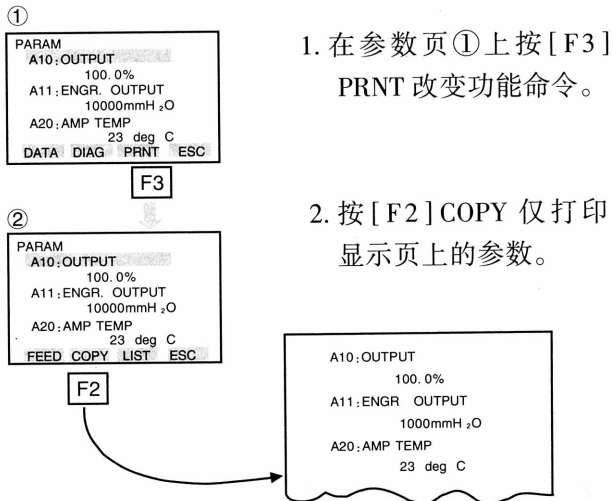 ①
PARAM
A10:OUTPUT
100.0%
A11:ENGR. OUTPUT
10000mmH₂O
A20:AMP TEMP
23 deg C
DATA DIAG PRNT ESC
F3
1. 在参数页①上按[F3]
PRNT 改变功能命令。
②
PARAM
A10:OUTPUT
100.0%
A11:ENGR. OUTPUT
10000mmH₂O
A20:AMP TEMP
23 deg C
FEED COPY LIST ESC
F2
2. 按[F2]COPY 仅打印
显示页上的参数。
A10:OUTPUT
100.0%
A11:ENGR OUTPUT
1000mmH₂O
A20:AMP TEMP
23 deg C